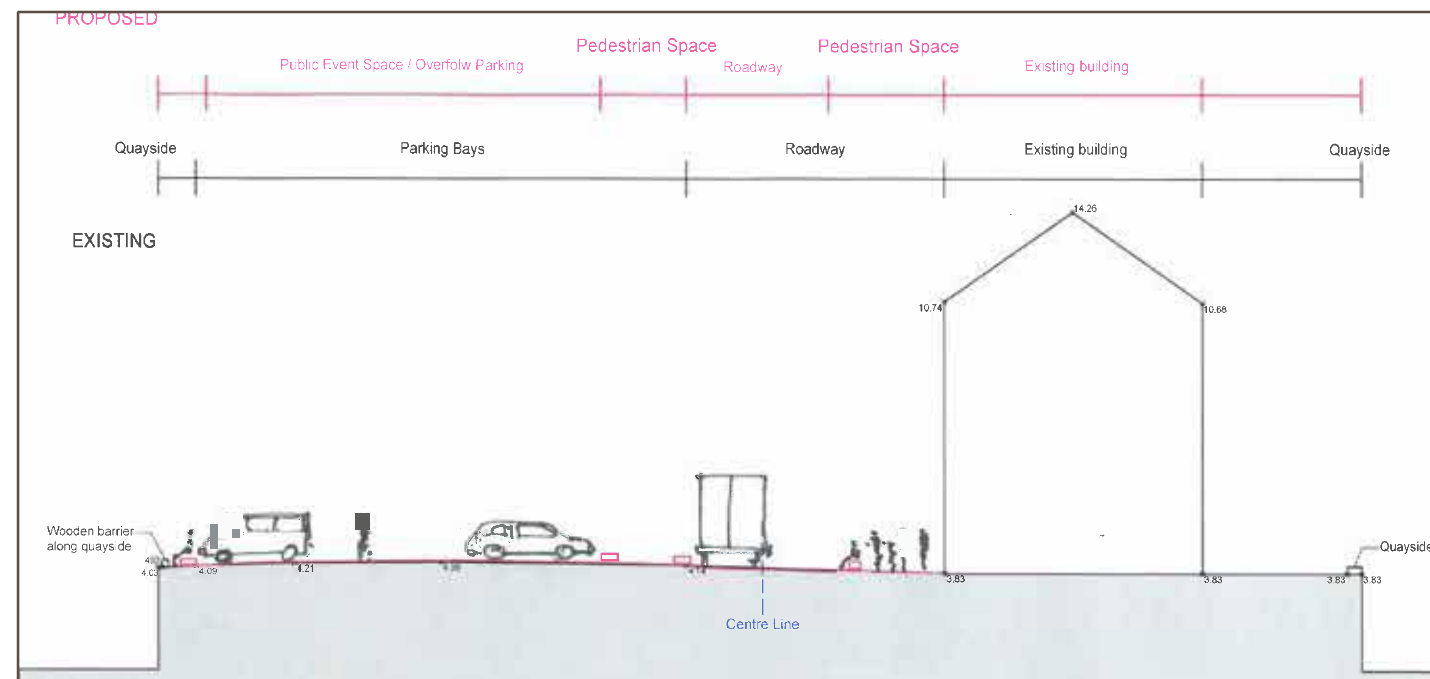 PROPOSED
Pedestrian Space
Pedestrian Space
Public Event Space / Overfolw Parking
Roadway
Existing building
Quayside
Parking Bays
Roadway
Existing building
Quayside
EXISTING
14.26
10.74
10.68
Wooden barrier
along quayside
Quayside
4.03
4.09
4.21
3.83
3.83
3.83
3.83
Centre Line